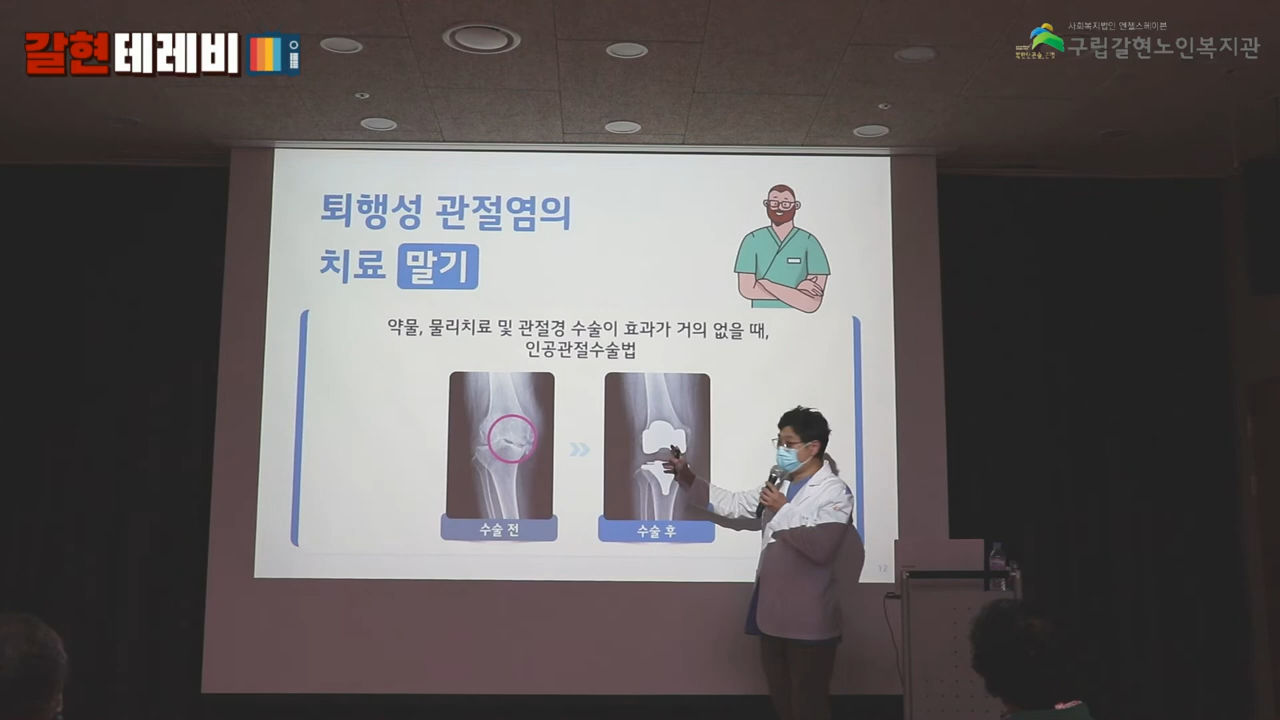 갈현테레비
사회복지법인 엔젤스헤이븐
구립갈현노인복지관
퇴행성 관절염의
치료 말기
약물, 물리치료 및 관절경 수술이 효과가 거의 없을 때,
인공관절수술법
수술 전
수술 후
12